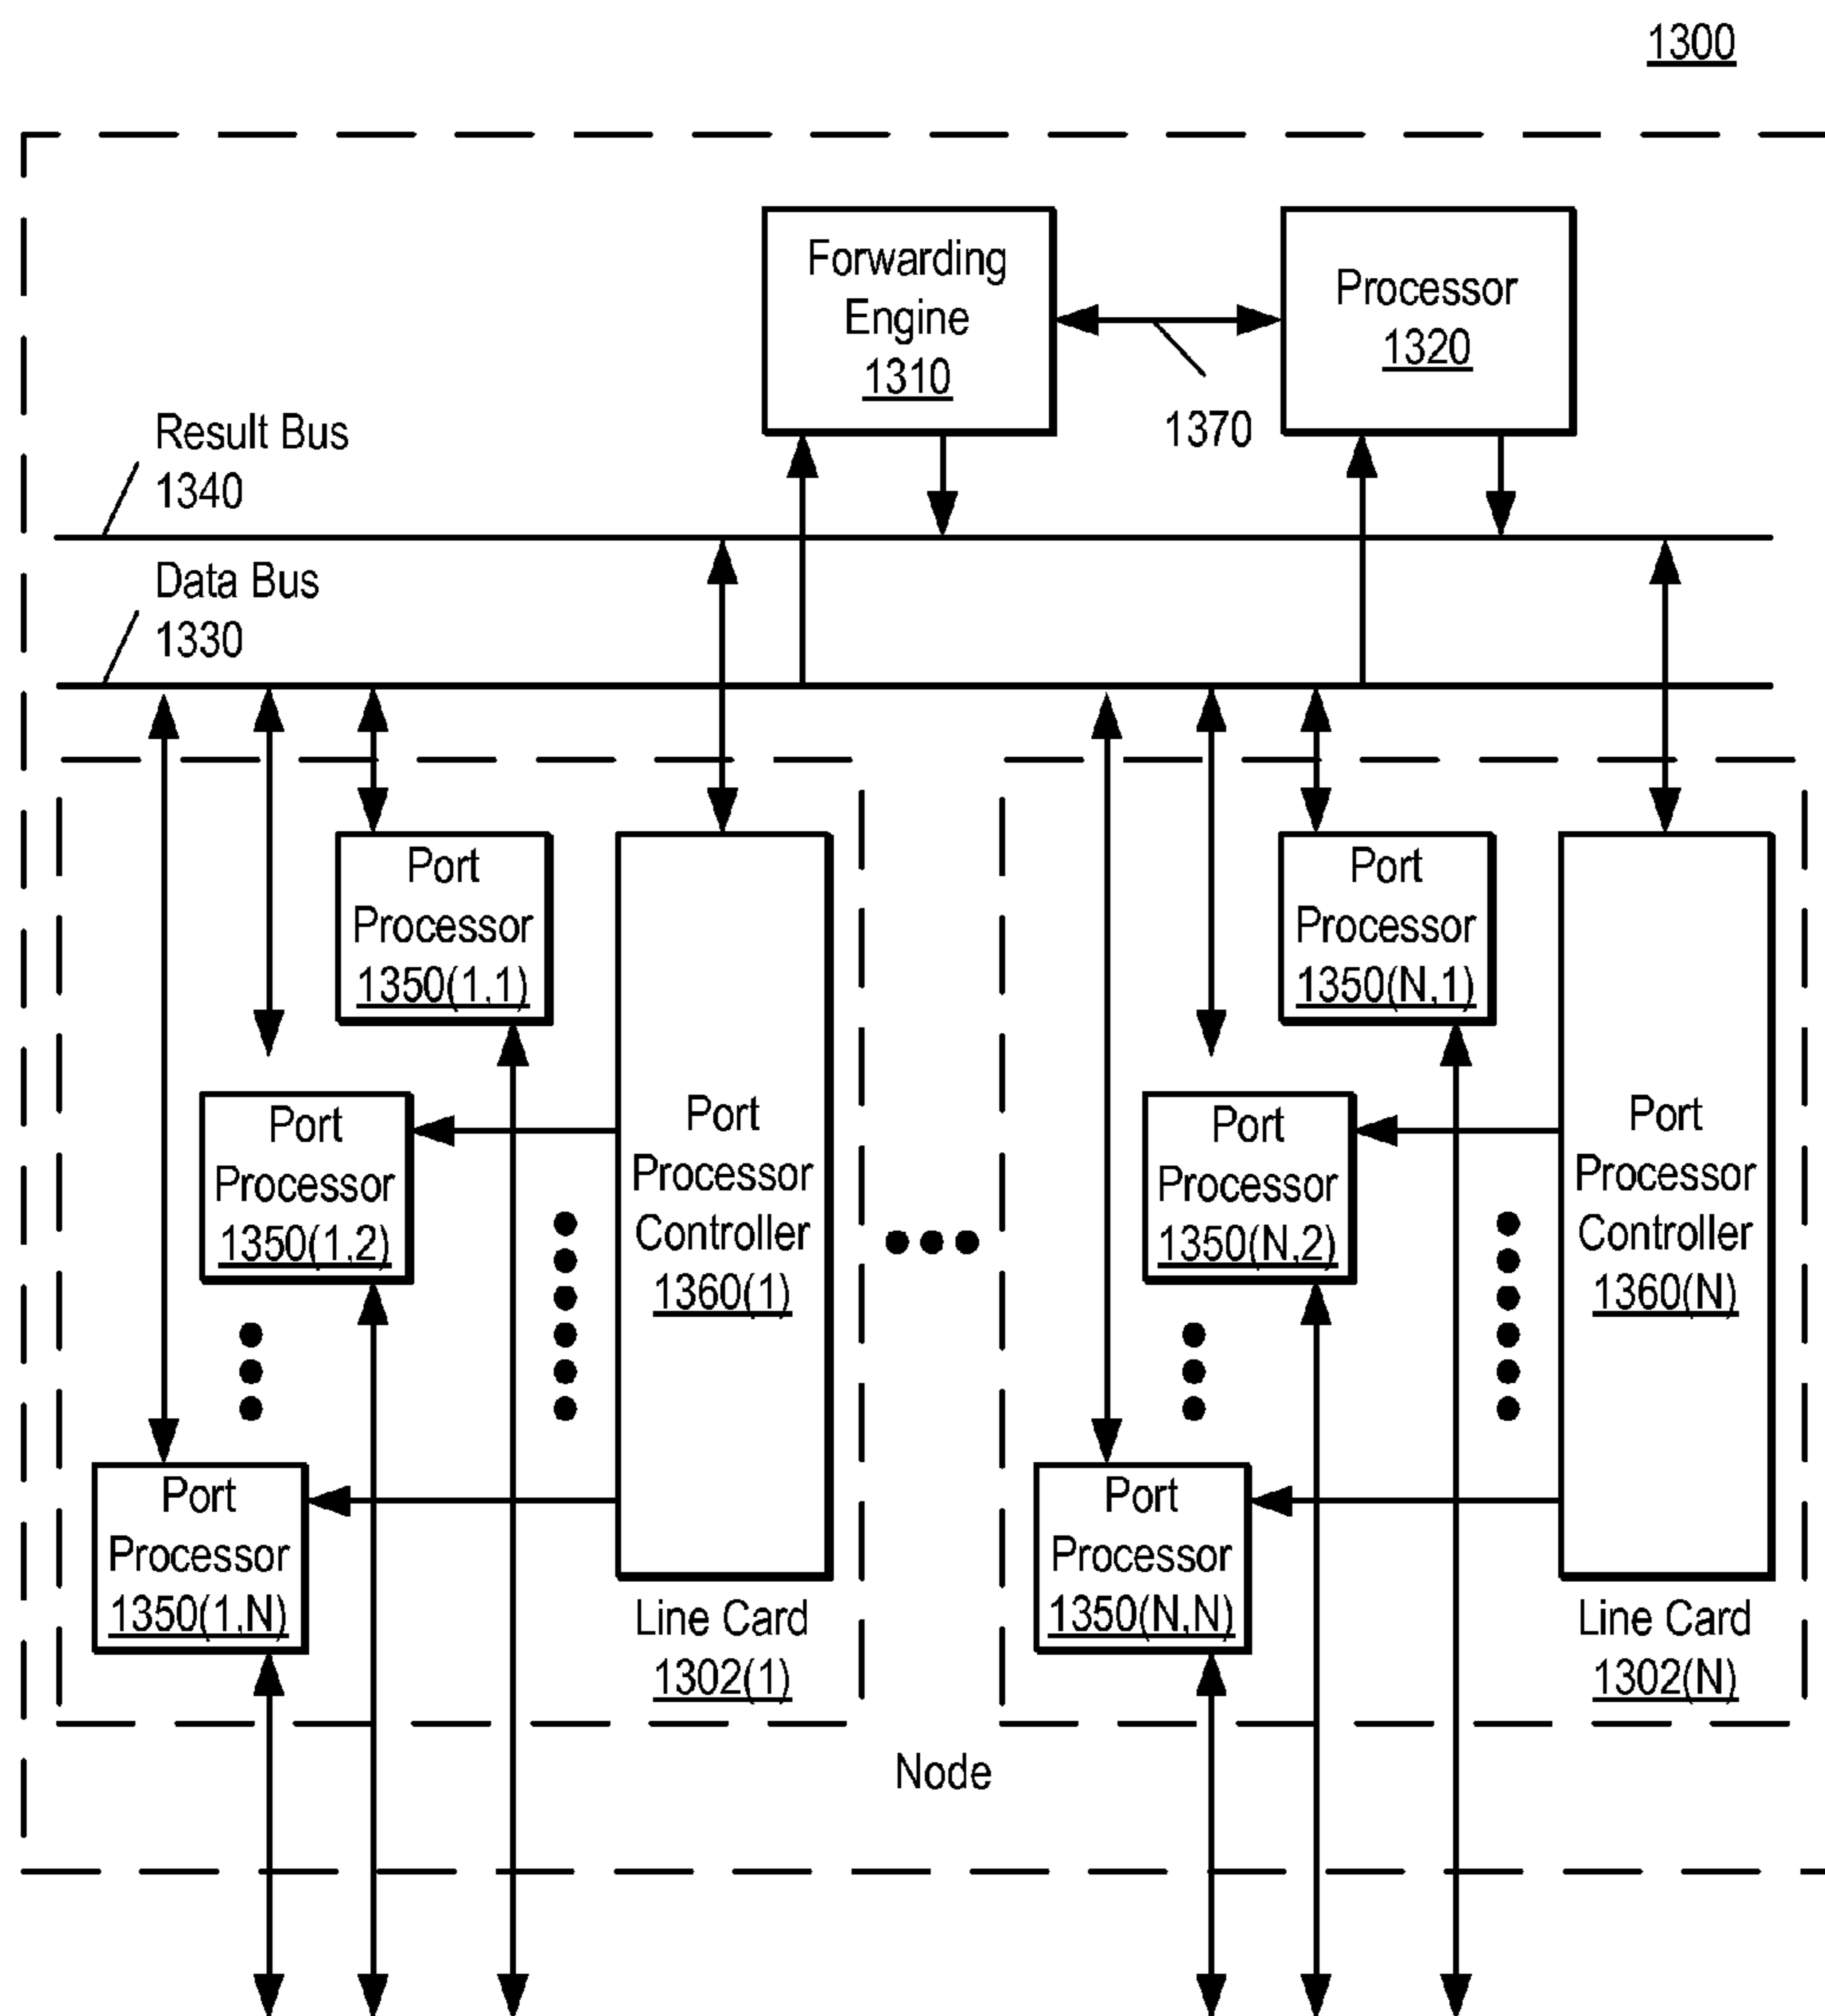 1300
Forwarding
Engine
1310
Processor
1320
1370
Result Bus
1340
Data Bus
1330
Port
Processor
1350(1,1)
Port
Processor
1350(1,2)
Port
Processor
1350(1,N)
Port
Processor
Controller
1360(1)
Line Card
1302(1)
Port
Processor
1350(N,1)
Port
Processor
1350(N,2)
Port
Processor
1350(N,N)
Port
Processor
Controller
1360(N)
Line Card
1302(N)
Node